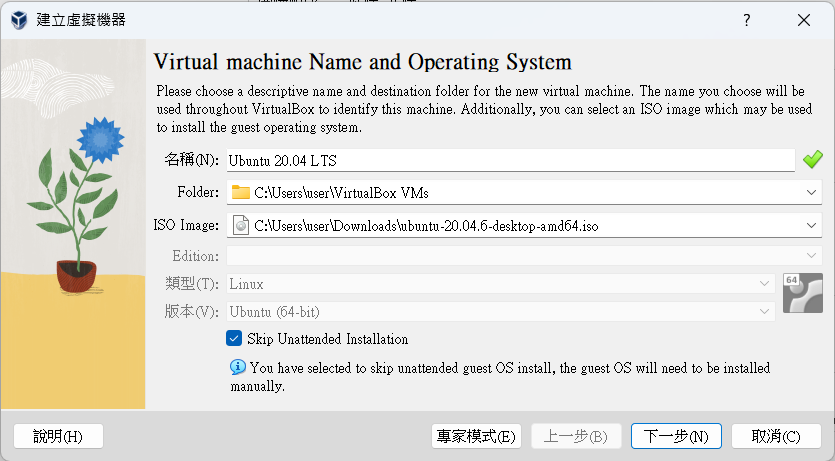 建立虛擬機器
?
Virtual machine Name and Operating System
Please choose a descriptive name and destination folder for the new virtual machine. The name you choose will be
used throughout VirtualBox to identify this machine. Additionally, you can select an ISO image which may be used
to install the guest operating system.
名稱(N): Ubuntu 20.04 LTS
Folder: C:\Users\user\VirtualBox VMs
ISO Image: C:\Users\user\Downloads\ubuntu-20.04.6-desktop-amd64.iso
Edition:
類型(T): Linux
64
版本(V): Ubuntu (64-bit)
Skip Unattended Installation
You have selected to skip unattended guest OS install, the guest OS will need to be installed
manually.
說明(H) 專家模式(E) 上一步(B) 下一步(N) 取消(C)